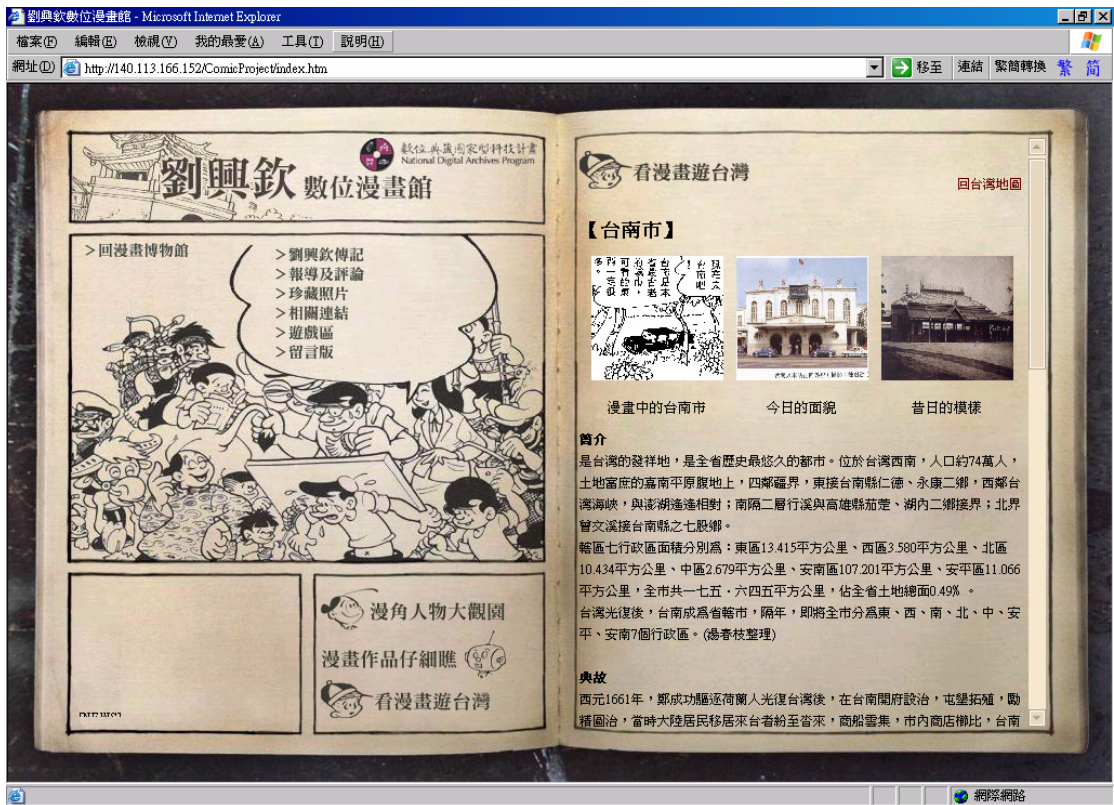 劉興欽數位漫畫館 - Microsoft Internet Explorer
檔案(F) 編輯(E) 檢視(V) 我的最愛(A) 工具(T) 說明(H)
網址(D) http://140.113.166.152/ComicProject/index.htm 移至 連結 繁簡轉換 繁 简
數位典藏國家型科技計畫
National Digital Archives Program
劉興欽 數位漫畫館
>回漫畫博物館
>劉興欽傳記
>報導及評論
>珍藏照片
>相關連結
>遊戲區
>留言版
漫角人物大觀園
漫畫作品仔細瞧
看漫畫遊台灣
看漫畫遊台灣
回台灣地圖
【台南市】
漫畫中的台南市 今日的面貌 昔日的模樣
簡介
是台灣的發祥地，是全省歷史最悠久的都市。位於台灣西南，人口約74萬人，
土地富庶的嘉南平原腹地上，四鄰疆界，東接台南縣仁德、永康二鄉，西鄰台
灣海峽，與澎湖遙遙相對；南隔二層行溪與高雄縣茄萣、湖內二鄉接界；北界
曾文溪接台南縣之七股鄉。
轄區七行政區面積分別為：東區13.415平方公里、西區3.580平方公里、北區
10.434平方公里、中區2.679平方公里、安南區107.201平方公里、安平區11.066
平方公里，全市共一七五．六四五平方公里，佔全省土地總面0.49% 。
台灣光復後，台南成為省轄市，隔年，即將全市分為東、西、南、北、中、安
平、安南7個行政區。(湯春枝整理)
典故
西元1661年，鄭成功驅逐荷蘭人光復台灣後，在台南開府設治，屯墾拓殖，勵
精圖治，當時大陸居民移居來台者紛至沓來，商船雲集，市內商店櫛比，台南
網際網路